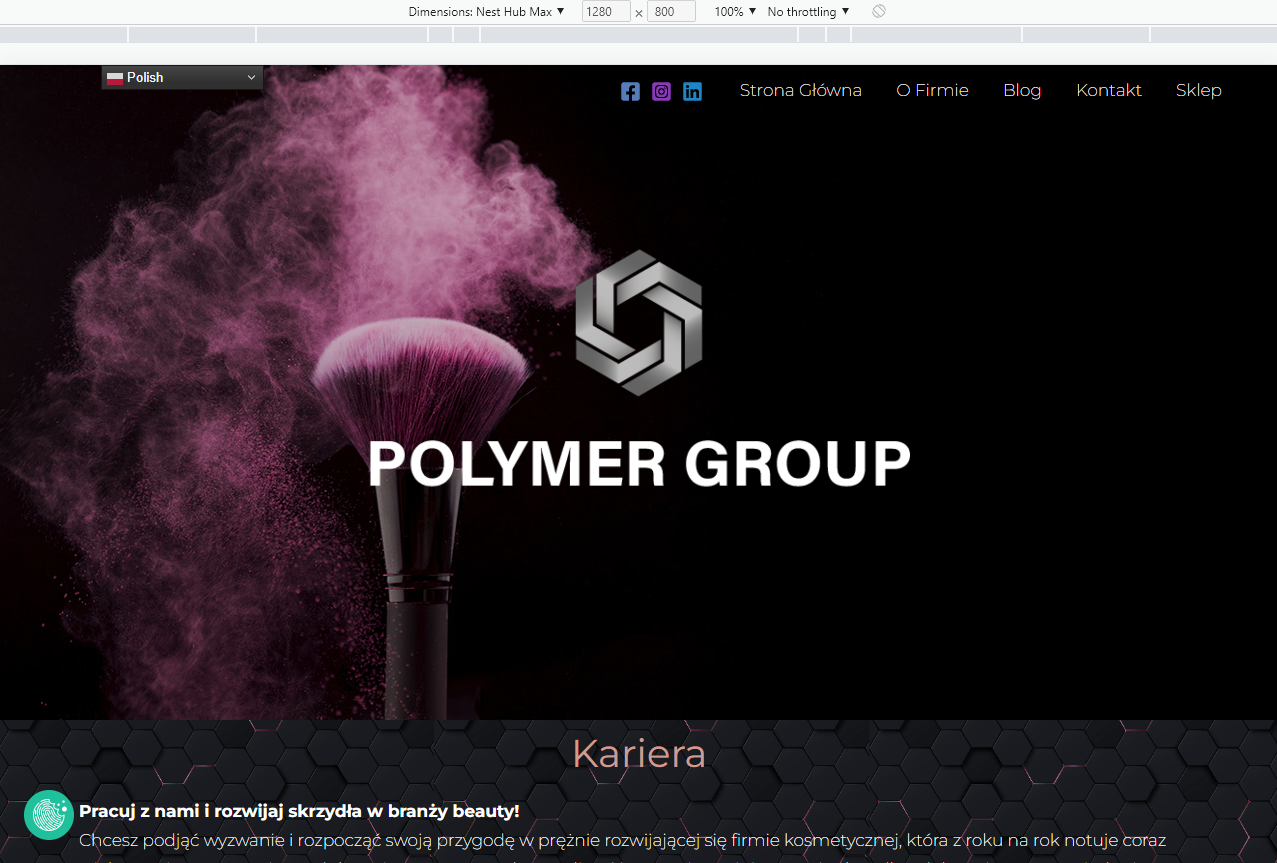 Dimensions: Nest Hub Max ▼ 1280 × 800 100% ▼ No throttling ▼
Polish
Strona Główna O Firmie Blog Kontakt Sklep
POLYMER GROUP
Kariera
Pracuj z nami i rozwijaj skrzydła w branży beauty!
Chcesz podjąć wyzwanie i rozpocząć swoją przygodę w prężnie rozwijającej się firmie kosmetycznej, która z roku na rok notuje coraz